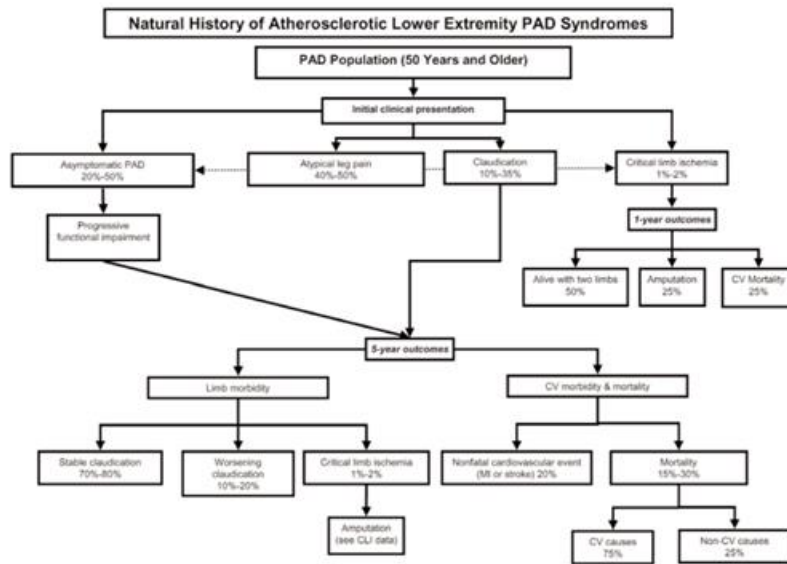 Natural History of Atherosclerotic Lower Extremity PAD Syndromes
PAD Population (50 Years and Older)
Initial clinical presentation
Asymptomatic PAD
20%-50%
Atypical leg pain
40%-50%
Claudication
10%-35%
Critical limb ischemia
1%-2%
Progressive
functional impairment
1-year outcomes
Alive with two limbs
50%
Amputation
25%
CV Mortality
25%
5-year outcomes
Limb morbidity
CV morbidity & mortality
Stable claudication
70%-80%
Worsening
claudication
10%-20%
Critical limb ischemia
1%-2%
Nonfatal cardiovascular event
(MI or stroke) 20%
Mortality
15%-30%
Amputation
(see CLI data)
CV causes
75%
Non-CV causes
25%